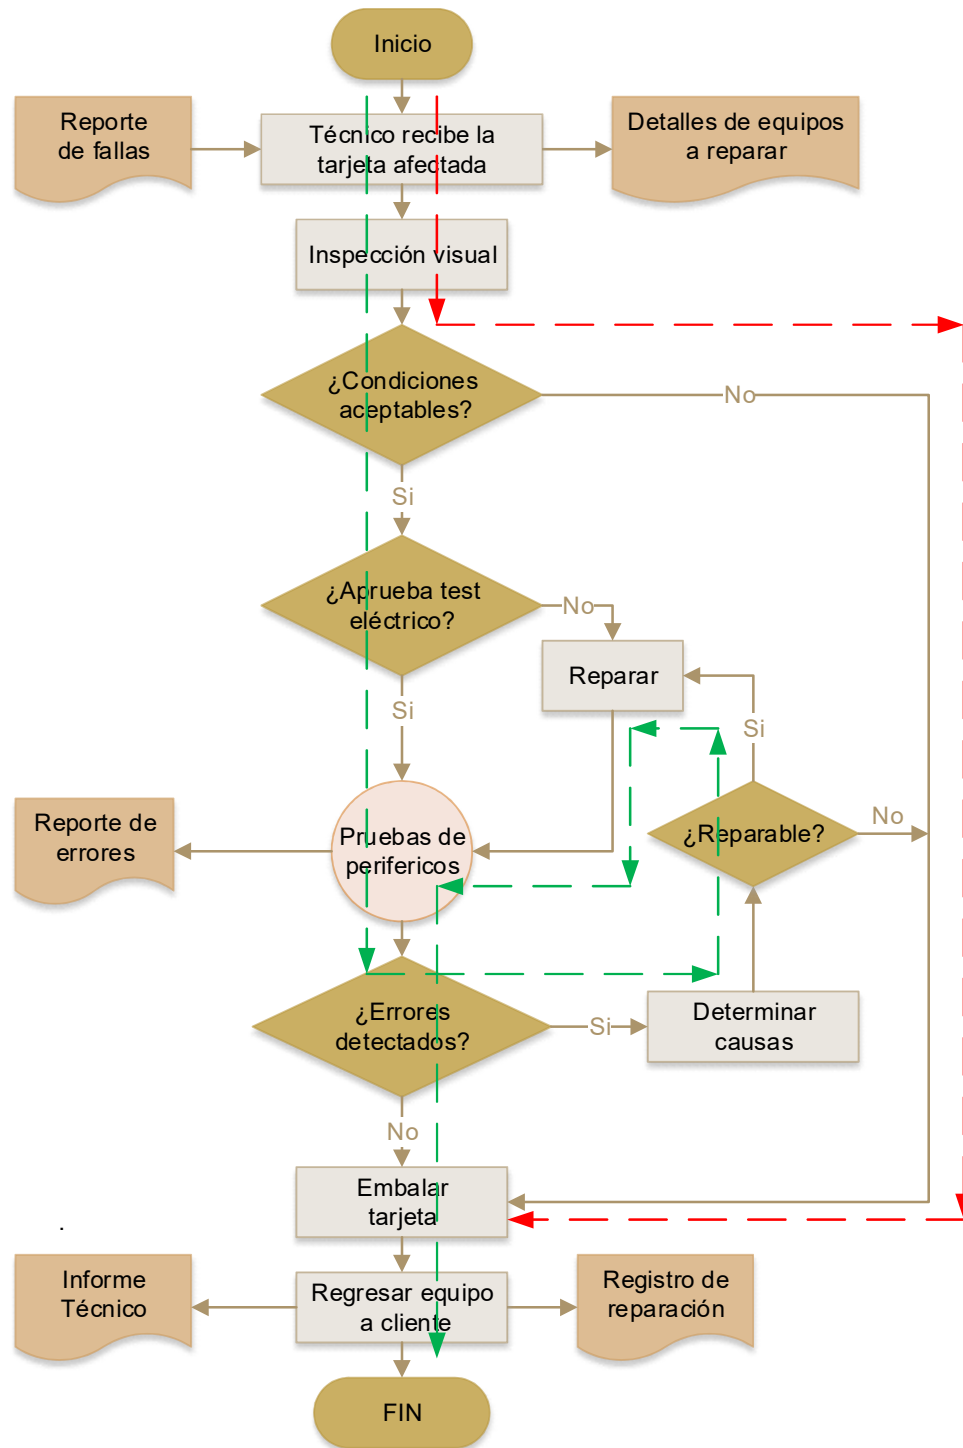 Inicio
Reporte
de fallas
Técnico recibe la
tarjeta afectada
Detalles de equipos
a reparar
Inspección visual
¿Condiciones
aceptables?
No
Si
¿Aprueba test
eléctrico?
No
Reparar
Si
Si
Reporte de
errores
Pruebas de
perifericos
¿Reparable?
No
¿Errores
detectados?
Si
Determinar
causas
No
Embalar
tarjeta
.
Informe
Técnico
Regresar equipo
a cliente
Registro de
reparación
FIN